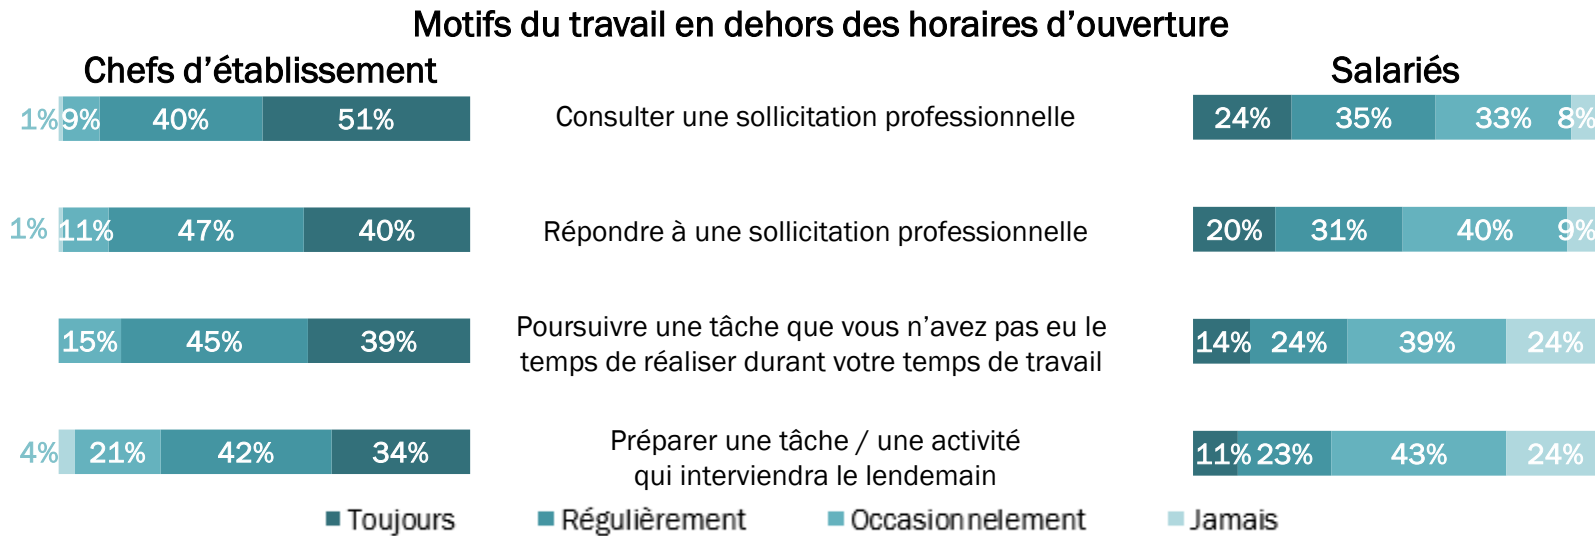 Motifs du travail en dehors des horaires d’ouverture
Chefs d’établissement
Salariés
1% 9% 40% 51%
Consulter une sollicitation professionnelle
24% 35% 33% 8%
1% 11% 47% 40%
Répondre à une sollicitation professionnelle
20% 31% 40% 9%
15% 45% 39%
Poursuivre une tâche que vous n’avez pas eu le
temps de réaliser durant votre temps de travail
14% 24% 39% 24%
4% 21% 42% 34%
Préparer une tâche / une activité
qui interviendra le lendemain
11% 23% 43% 24%
Toujours Régulièrement Occasionnelement Jamais